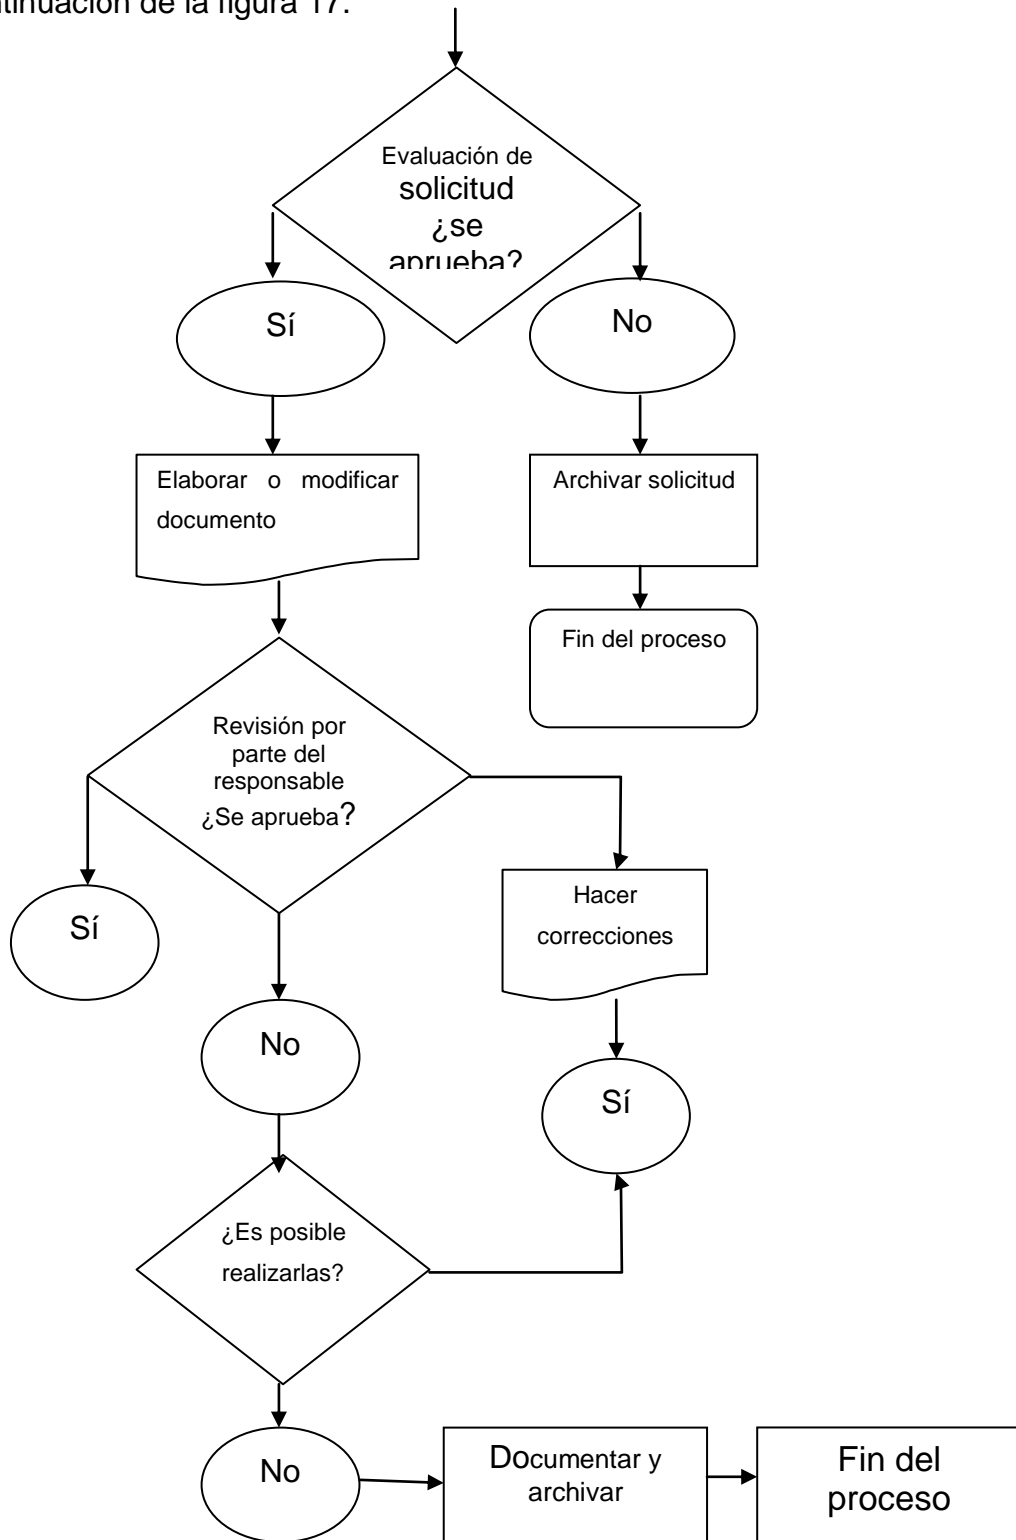 ntinuación de la figura 17.
Evaluación de
solicitud
¿se
aprueba?
Sí
No
Elaborar o modificar
documento
Archivar solicitud
Fin del proceso
Revisión por
parte del
responsable
¿Se aprueba?
Hacer
correcciones
Sí
No
Sí
¿Es posible
realizarlas?
No
Documentar y
archivar
Fin del
proceso